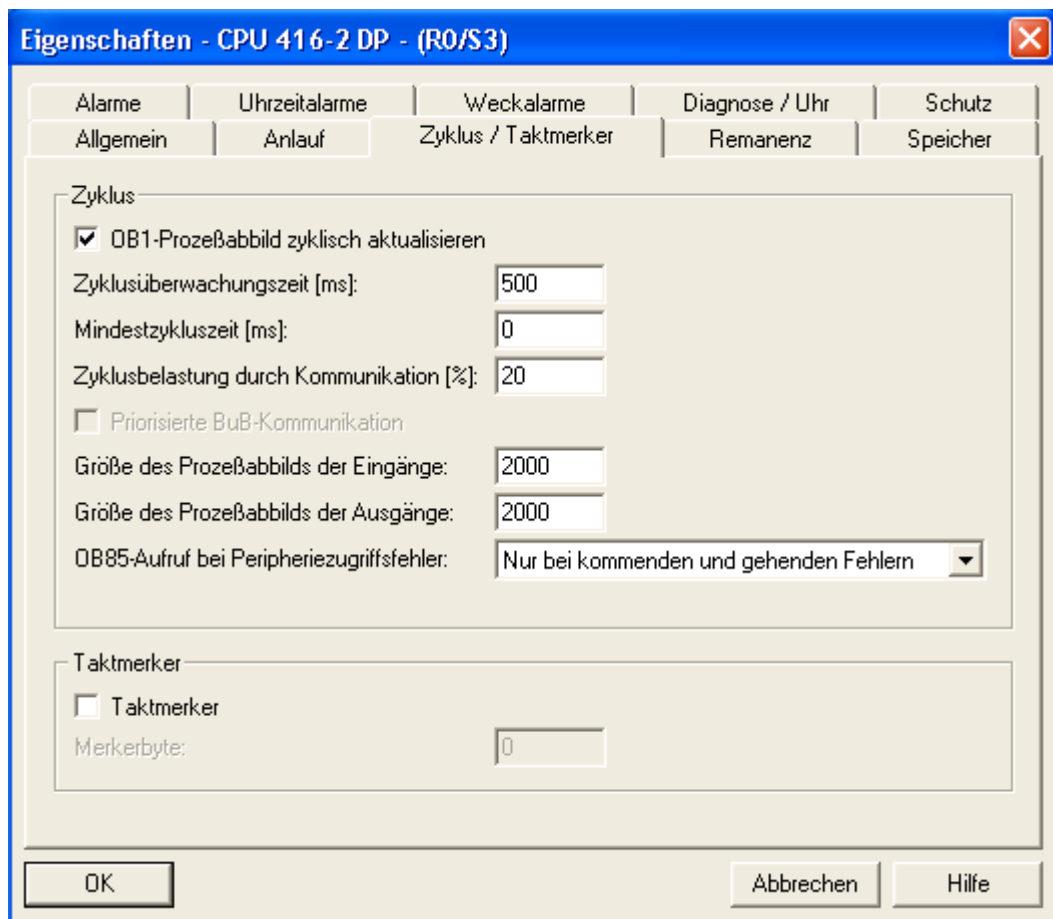 Eigenschaften - CPU 416-2 DP - (R0/S3)
Alarme Uhrzeitalarme Weckalarme Diagnose / Uhr Schutz
Allgemein Anlauf Zyklus / Taktmerker Remanenz Speicher
Zyklus
OB1-Prozeßabbild zyklisch aktualisieren
Zyklusüberwachungszeit [ms]: 500
Mindestzykluszeit [ms]: 0
Zyklusbelastung durch Kommunikation [%]: 20
Priorisierte BuB-Kommunikation
Größe des Prozeßabbilds der Eingänge: 2000
Größe des Prozeßabbilds der Ausgänge: 2000
OB85-Aufruf bei Peripheriezugriffsfehler: Nur bei kommenden und gehenden Fehlern
Taktmerker
Taktmerker
Merkerbyte: 0
OK Abbrechen Hilfe